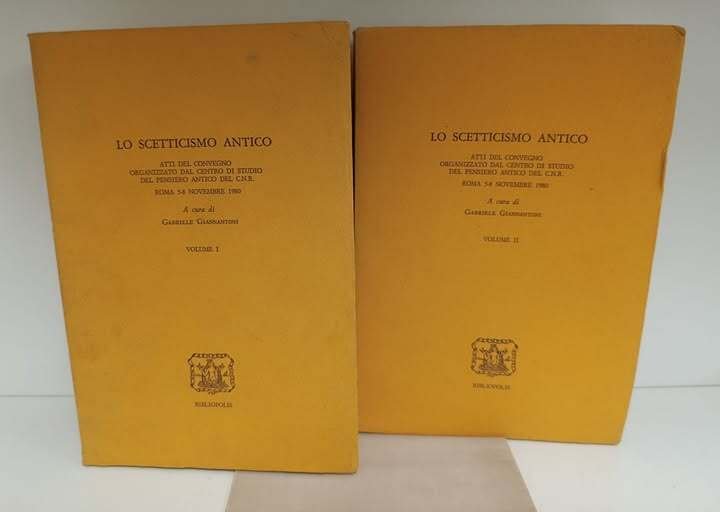 LO SCETTICISMO ANTICO
ATTI DEL CONVEGNO
ORGANIZZATO DAL CENTRO DI STUDIO
DEL PENSIERO ANTICO DEL C.N.R.
ROMA 5-8 NOVEMBRE 1980
A cura di
GABRIELE GIANNANTONI
VOLUME I
BIBLIOPOLIS
LO SCETTICISMO ANTICO
ATTI DEL CONVEGNO
ORGANIZZATO DAL CENTRO DI STUDIO
DEL PENSIERO ANTICO DEL C.N.R.
ROMA 5-8 NOVEMBRE 1980
A cura di
GABRIELE GIANNANTONI
VOLUME II
BIBLIOPOLIS